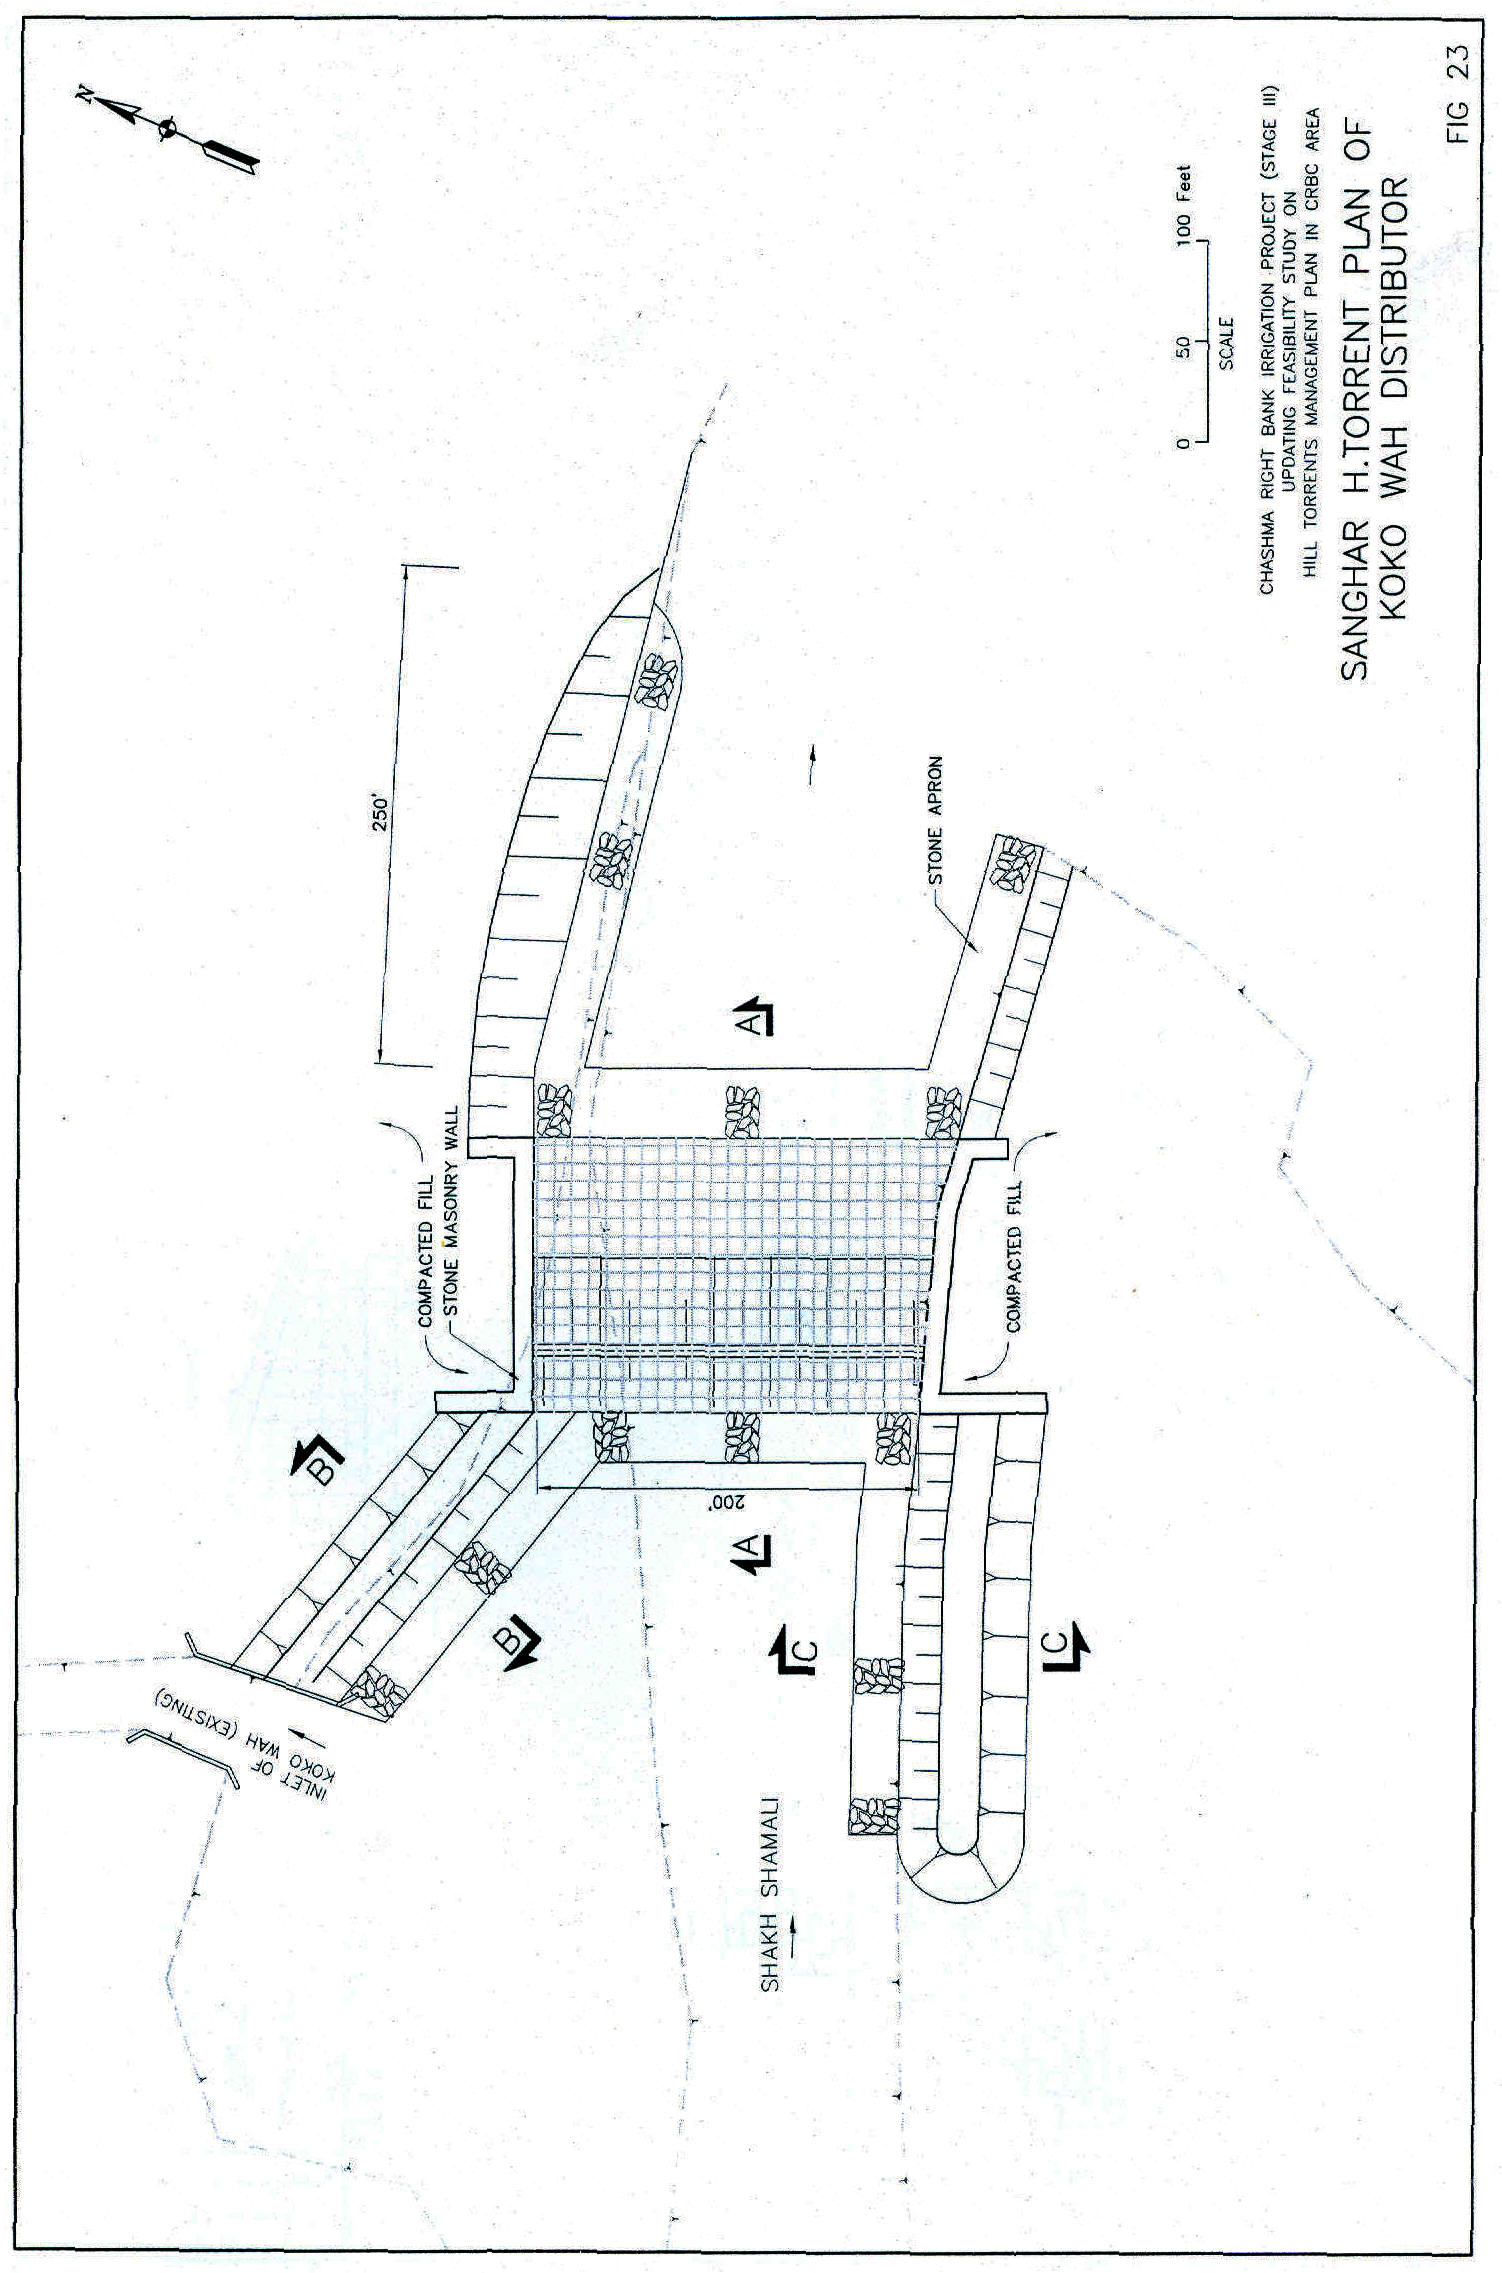 N
250'
COMPACTED FILL
STONE MASONRY WALL
B
B
INLET OF
KOKO WAH (EXISTING)
200'
A
A
STONE APRON
COMPACTED FILL
C
C
SHAKH SHAMALI
0 50 100 Feet
SCALE
CHASHMA RIGHT BANK IRRIGATION PROJECT (STAGE III)
UPDATING FEASIBILITY STUDY ON
HILL TORRENTS MANAGEMENT PLAN IN CRBC AREA
SANGHAR H.TORRENT PLAN OF
KOKO WAH DISTRIBUTOR
FIG 23